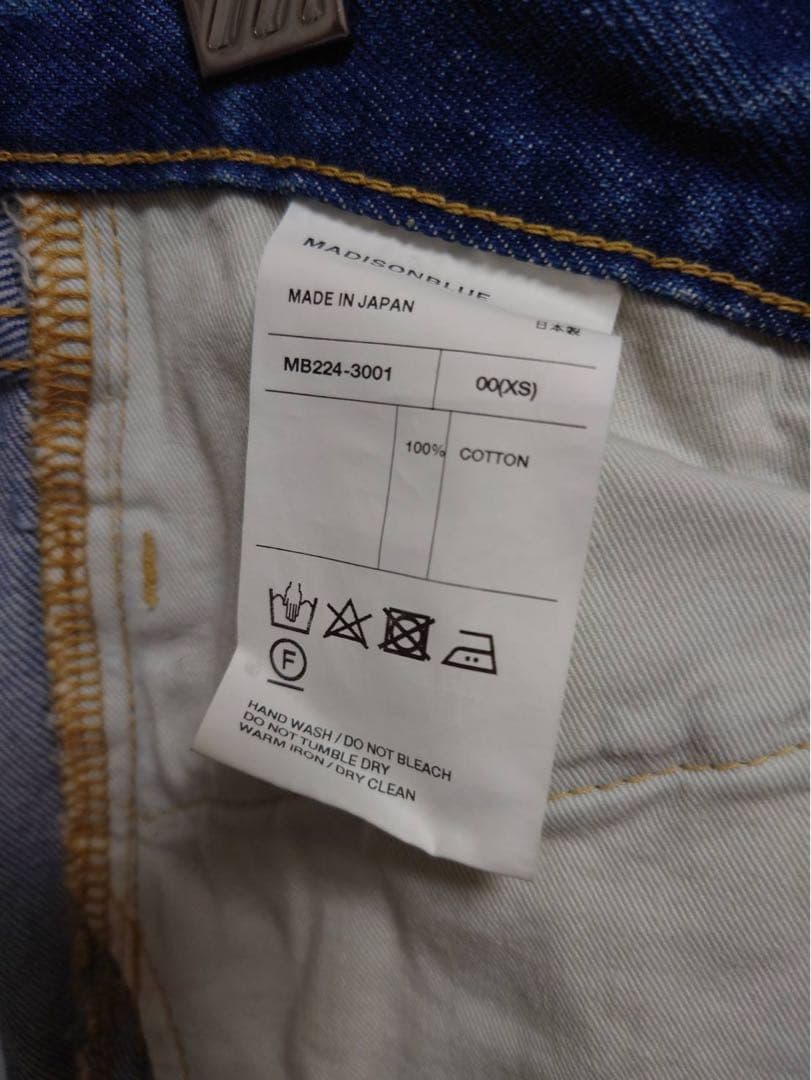 MADISONBLUE
MADE IN JAPAN
日本製
MB224-3001
00(XS)
100% COTTON
F
HAND WASH / DO NOT BLEACH
DO NOT TUMBLE DRY
WARM IRON / DRY CLEAN